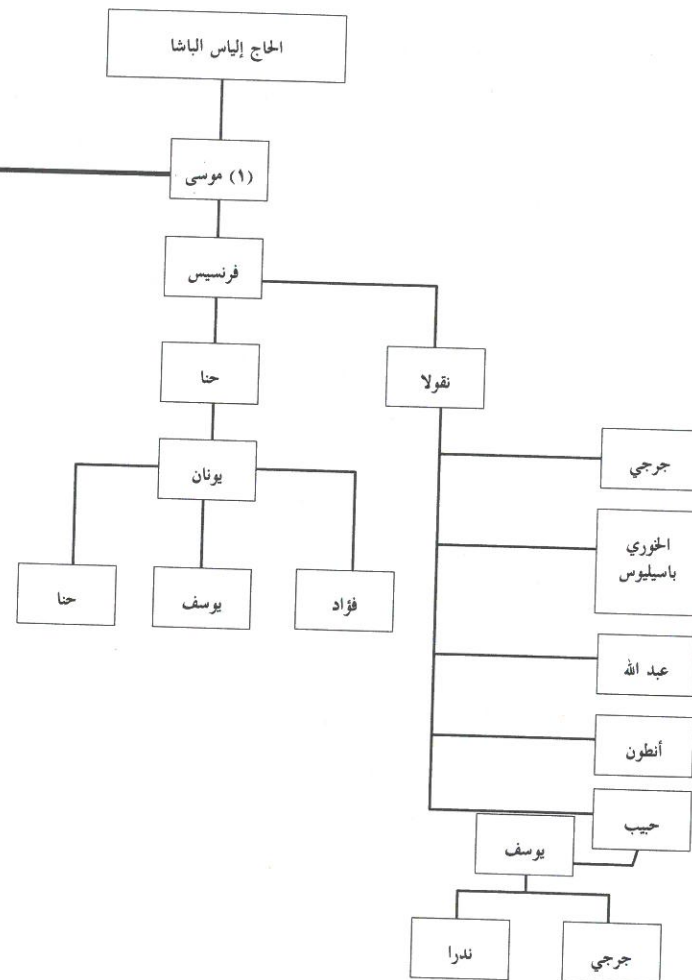 الحاج إلياس الباشا
(١) موسى
فرنسيس
حنا
نقولا
يونان
جرجي
الخوري
باسيليوس
حنا
يوسف
فؤاد
عبد الله
أنطون
حبيب
يوسف
ندرا
جرجي